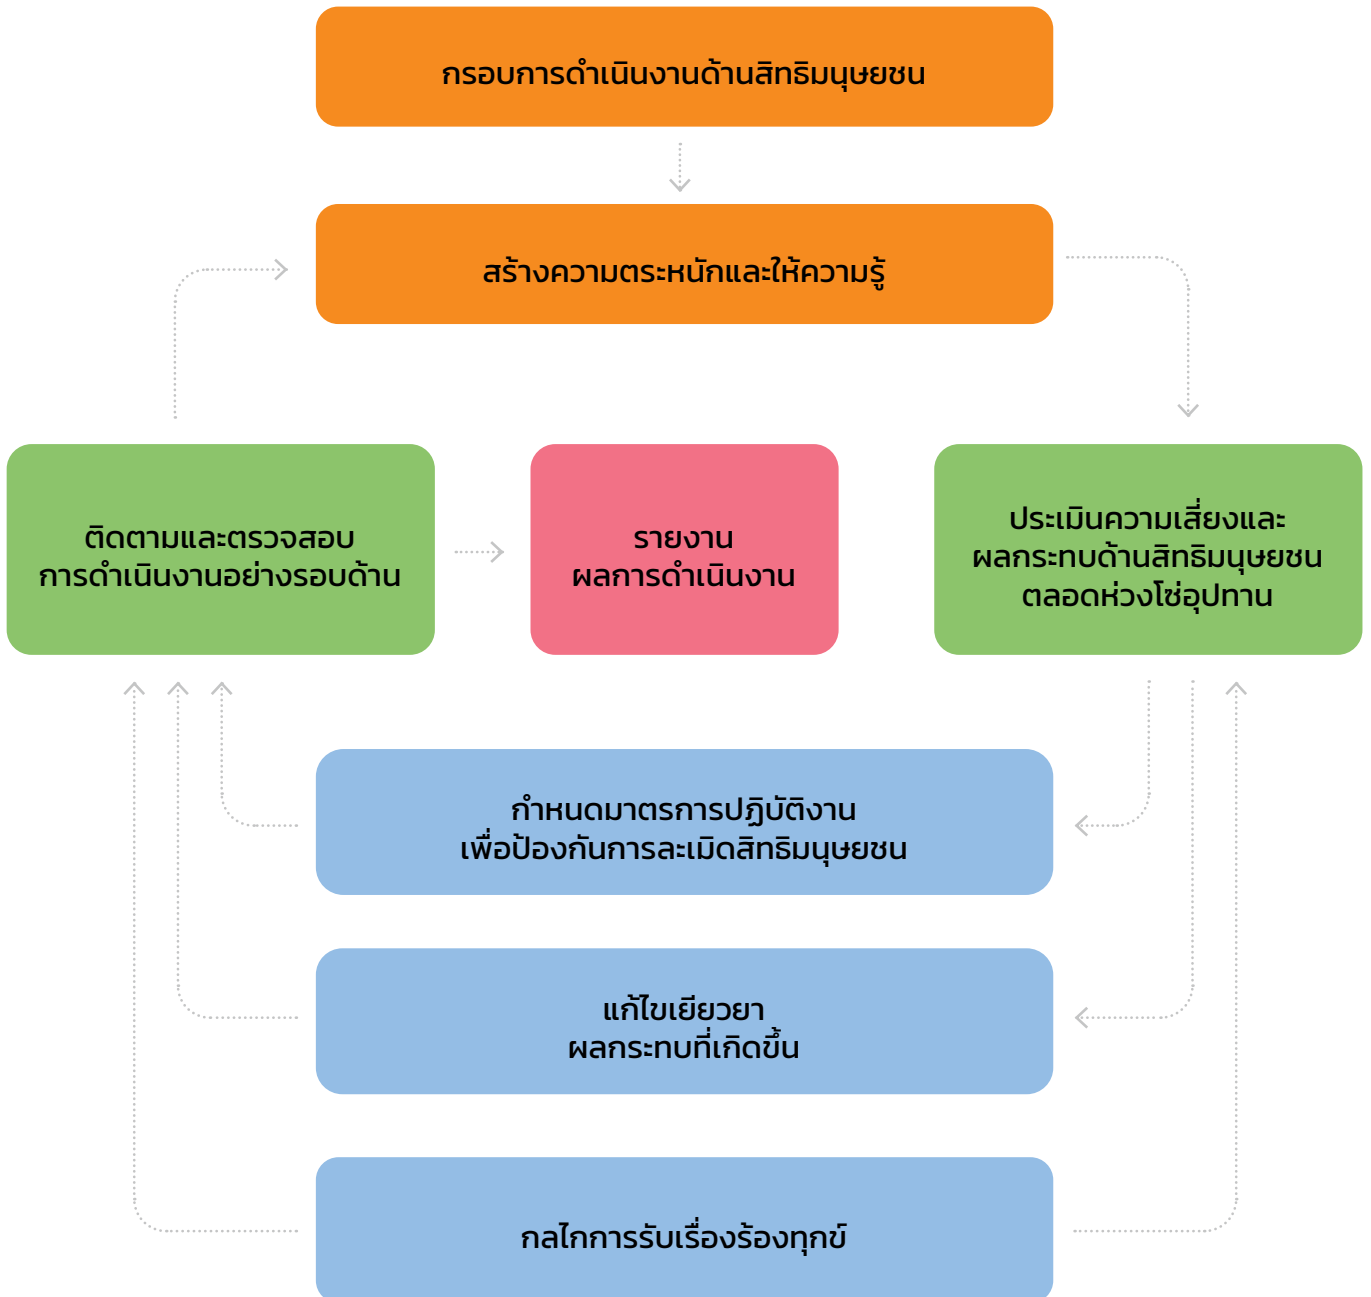 กรอบการดำเนินงานด้านสิทธิมนุษยชน
สร้างความตระหนักและให้ความรู้
ติดตามและตรวจสอบ
การดำเนินงานอย่างรอบด้าน
รายงาน
ผลการดำเนินงาน
ประเมินความเสี่ยงและ
ผลกระทบด้านสิทธิมนุษยชน
ตลอดห่วงโซ่อุปทาน
กำหนดมาตรการปฏิบัติงาน
เพื่อป้องกันการละเมิดสิทธิมนุษยชน
แก้ไขเยียวยา
ผลกระทบที่เกิดขึ้น
กลไกการรับเรื่องร้องทุกข์